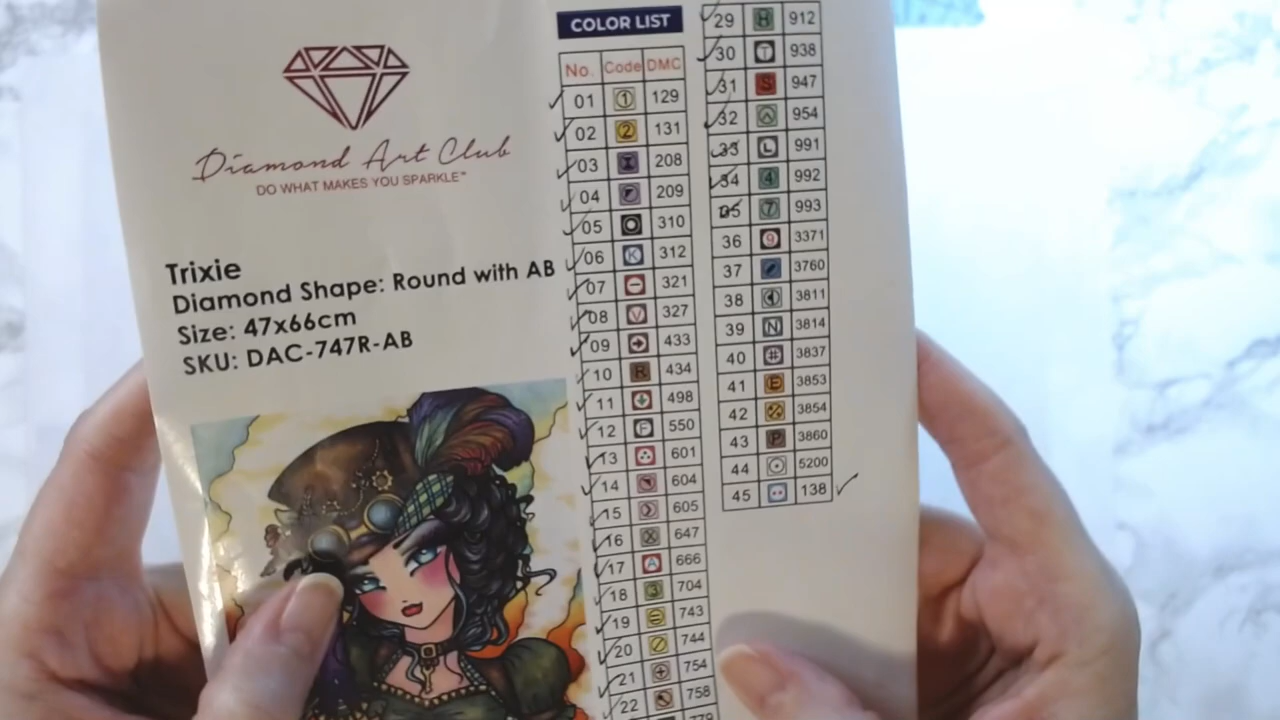 Diamond Art Club
DO WHAT MAKES YOU SPARKLE™
Trixie
Diamond Shape: Round with AB
Size: 47x66cm
SKU: DAC-747R-AB
COLOR LIST
No. Code DMC
01 1 129
02 2 131
03 I 208
04 209
05 310
06 K 312
07 321
08 V 327
09 433
10 R 434
11 498
12 F 550
13 601
14 604
15 605
16 647
17 A 666
18 3 704
19 743
20 744
21 754
22 758
779
29 H 912
30 T 938
31 S 947
32 954
33 L 991
34 4 992
35 7 993
36 9 3371
37 3760
38 3811
39 N 3814
40 # 3837
41 E 3853
42 % 3854
43 P 3860
44 5200
45 138